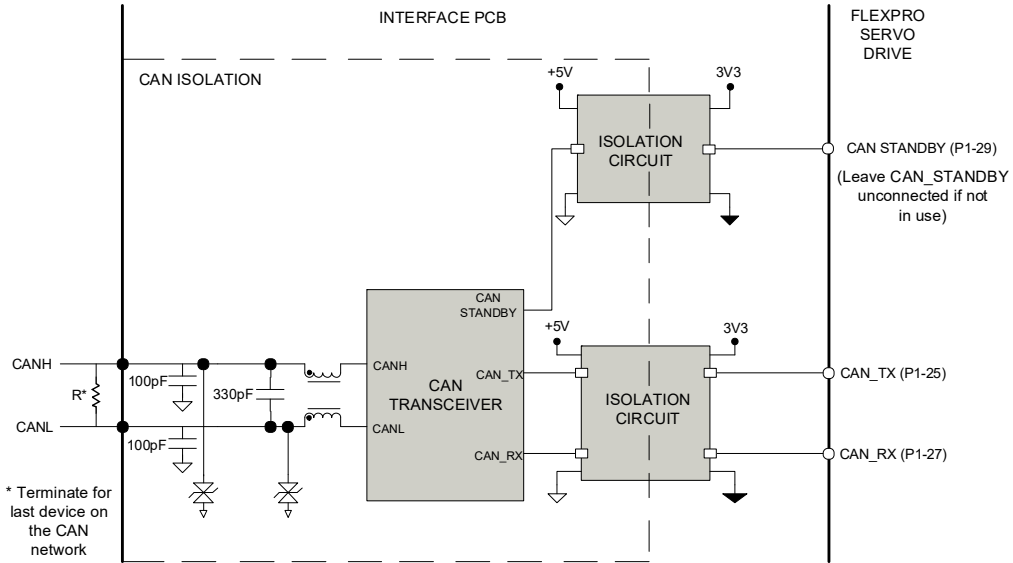 INTERFACE PCB
FLEXPRO
SERVO
DRIVE
CAN ISOLATION
+5V
3V3
ISOLATION
CIRCUIT
CAN STANDBY (P1-29)
(Leave CAN_STANDBY
unconnected if not
in use)
CAN
STANDBY
+5V
3V3
CANH
100pF
330pF
CANH
CAN
TRANSCEIVER
CAN_TX
ISOLATION
CIRCUIT
CAN_TX (P1-25)
R*
CANL
100pF
CANL
CAN_RX
CAN_RX (P1-27)
* Terminate for
last device on
the CAN
network